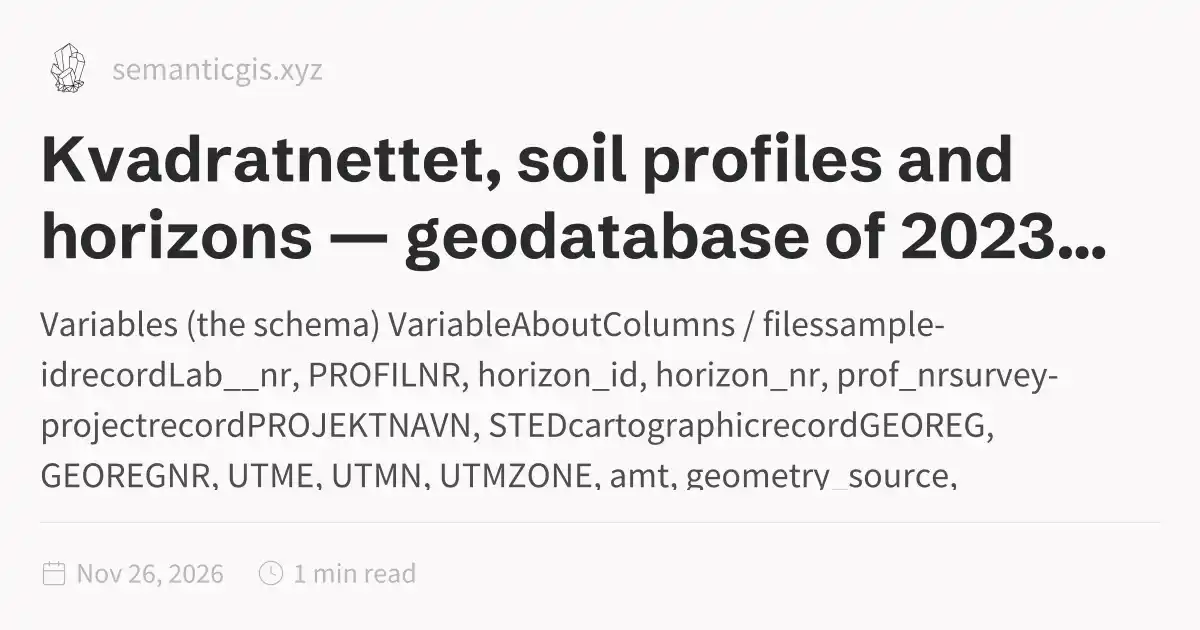 semanticgis.xyz
Kvadratnettet, soil profiles and
horizons — geodatabase of 2023...
Variables (the schema) VariableAboutColumns / filessample-
idrecordLab__nr, PROFILNR, horizon_id, horizon_nr, prof_nrsurvey-
projectrecordPROJEKTNAVN, STEDcartographicrecordGEOREG,
GEOREGNR, UTME, UTMN, UTMZONE, amt, geometry_source,
Nov 26, 2026
1 min read